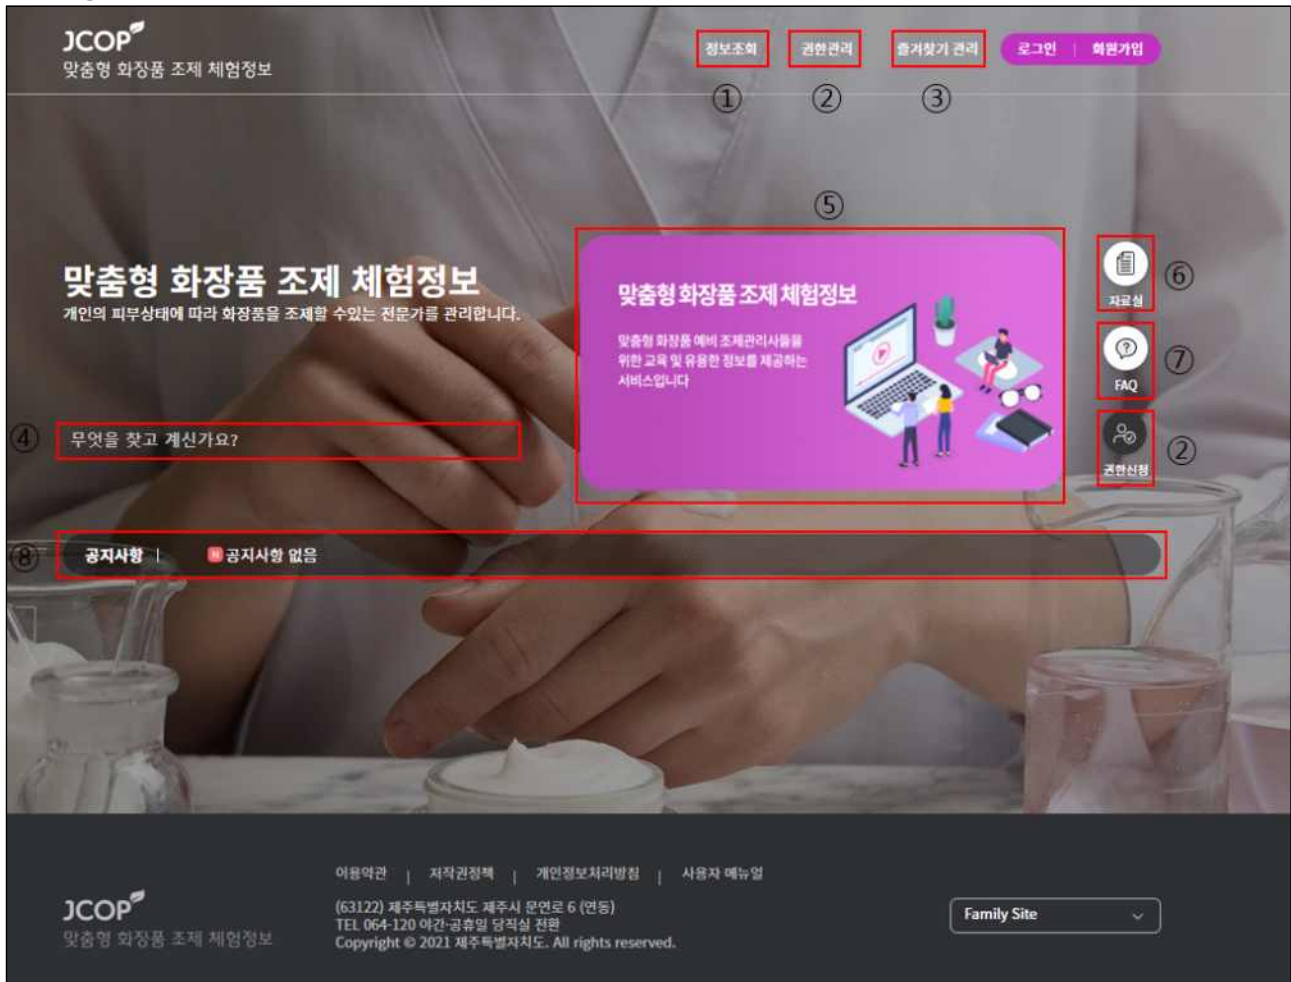 JCOP
맞춤형 화장품 조제 체험정보
정보조회
권한관리
즐겨찾기 관리
로그인 | 회원가입
①
②
③
⑤
맞춤형 화장품 조제 체험정보
개인의 피부상태에 따라 화장품을 조제할 수있는 전문가를 관리합니다.
맞춤형 화장품 조제 체험정보
맞춤형 화장품 예비 조제관리사들을
위한 교육 및 유용한 정보를 제공하는
서비스입니다
자료실
⑥
FAQ
⑦
권한신청
②
④
무엇을 찾고 계신가요?
⑧
공지사항 | N 공지사항 없음
이용약관 | 저작권정책 | 개인정보처리방침 | 사용자 메뉴얼
JCOP
맞춤형 화장품 조제 체험정보
(63122) 제주특별자치도 제주시 문연로 6 (연동)
TEL 064-120 야간·공휴일 당직실 전환
Copyright © 2021 제주특별자치도. All rights reserved.
Family Site